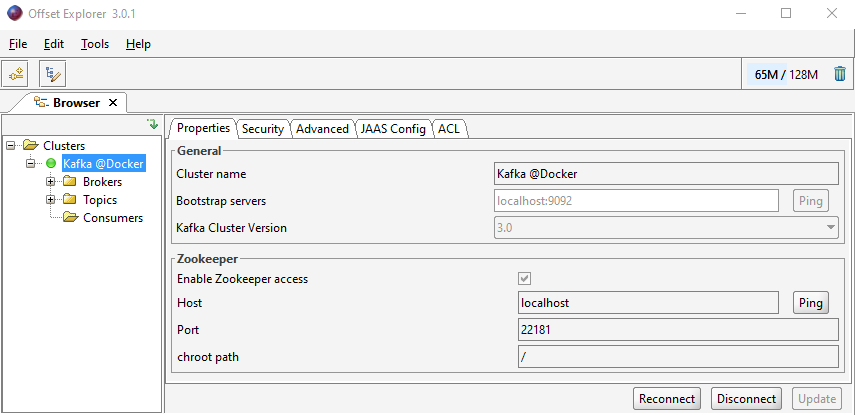 Offset Explorer 3.0.1
File Edit Tools Help
65M / 128M
Browser
Clusters
Kafka @Docker
Brokers
Topics
Consumers
Properties Security Advanced JAAS Config ACL
General
Cluster name Kafka @Docker
Bootstrap servers localhost:9092 Ping
Kafka Cluster Version 3.0
Zookeeper
Enable Zookeeper access
Host localhost Ping
Port 22181
chroot path /
Reconnect Disconnect Update